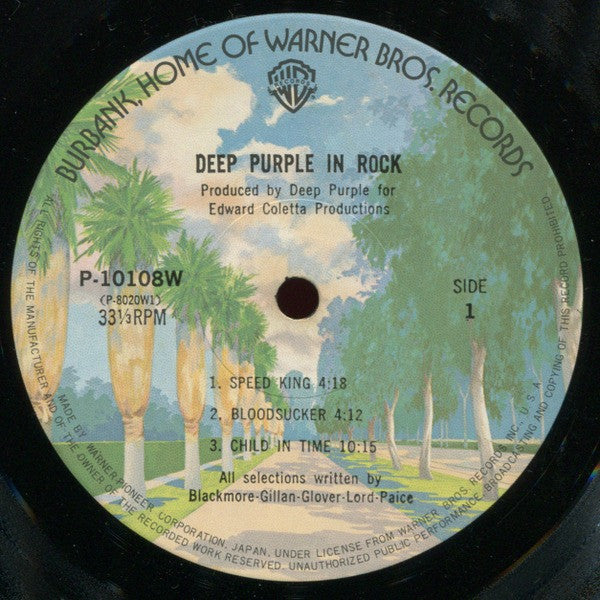 BURBANK, HOME OF WARNER BROS. RECORDS
WB
RECORDS
DEEP PURPLE IN ROCK
Produced by Deep Purple for
Edward Coletta Productions
P-10108W
(P-8020W1)
33⅓RPM
SIDE
1
1. SPEED KING 4:18
2. BLOODSUCKER 4:12
3. CHILD IN TIME 10:15
All selections written by
Blackmore-Gillan-Glover-Lord-Paice
MADE BY WARNER-PIONEER CORPORATION, JAPAN, UNDER LICENSE FROM WARNER BROS. RECORDS INC., U.S.A.
ALL RIGHTS OF THE MANUFACTURER AND OF THE OWNER OF THE RECORDED WORK RESERVED. UNAUTHORIZED PUBLIC PERFORMANCE, BROADCASTING AND COPYING OF THIS RECORD PROHIBITED